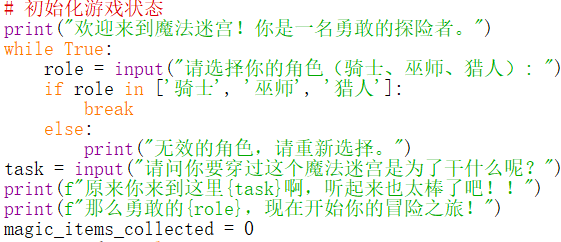 # 初始化游戏状态
print("欢迎来到魔法迷宫！你是一名勇敢的探险者。")
while True:
    role = input("请选择你的角色（骑士、巫师、猎人）：")
    if role in ['骑士', '巫师', '猎人']:
        break
    else:
        print("无效的角色，请重新选择。")
task = input("请问你要穿过这个魔法迷宫是为了干什么呢？")
print(f"原来你来到这里{task}啊，听起来也太棒了吧！！")
print(f"那么勇敢的{role}，现在开始你的冒险之旅！")
magic_items_collected = 0